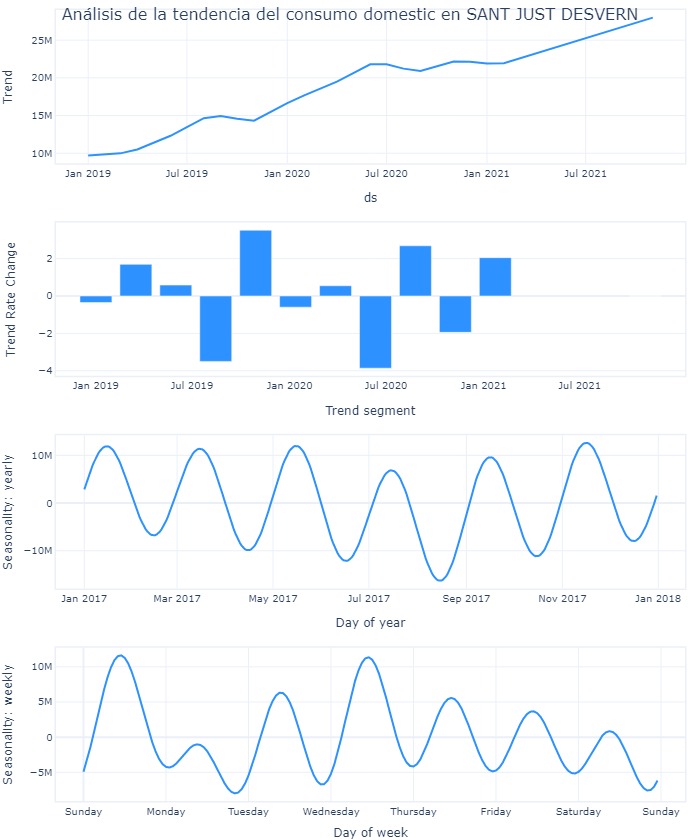 Análisis de la tendencia del consumo domestic en SANT JUST DESVERN
Trend
25M
20M
15M
10M
Jan 2019 Jul 2019 Jan 2020 Jul 2020 Jan 2021 Jul 2021
ds
Trend Rate Change
2
0
−2
−4
Jan 2019 Jul 2019 Jan 2020 Jul 2020 Jan 2021 Jul 2021
Trend segment
Seasonality: yearly
10M
0
−10M
Jan 2017 Mar 2017 May 2017 Jul 2017 Sep 2017 Nov 2017 Jan 2018
Day of year
Seasonality: weekly
10M
5M
0
−5M
Sunday Monday Tuesday Wednesday Thursday Friday Saturday Sunday
Day of week